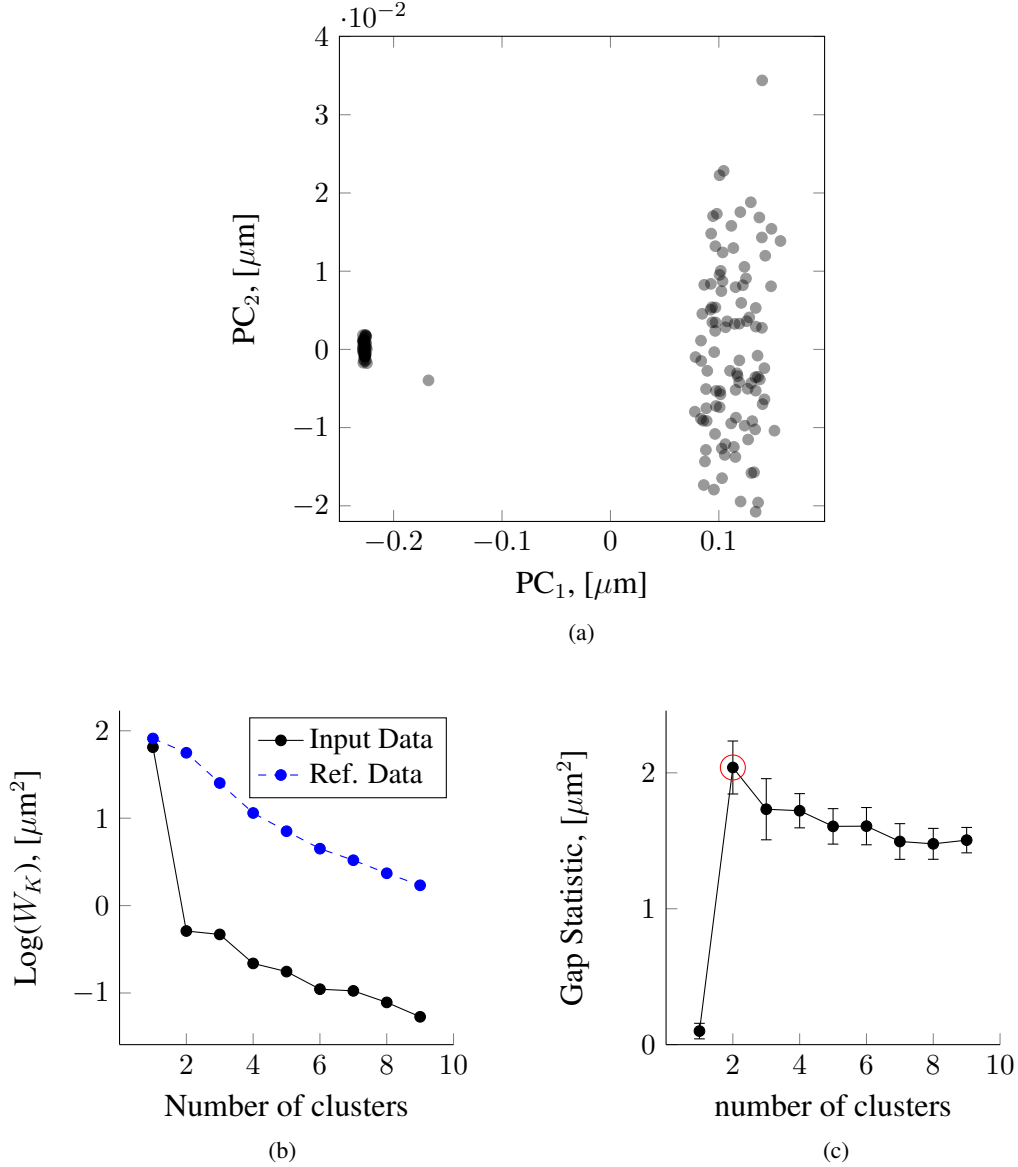 ·10⁻²
4
3
2
1
0
−1
−2
−0.2 −0.1 0 0.1
PC₂, [μm]
PC₁, [μm]
(a)
2
1
0
−1
2 4 6 8 10
Log(W_K), [μm²]
Number of clusters
Input Data
Ref. Data
(b)
2
1
0
2 4 6 8 10
Gap Statistic, [μm²]
number of clusters
(c)